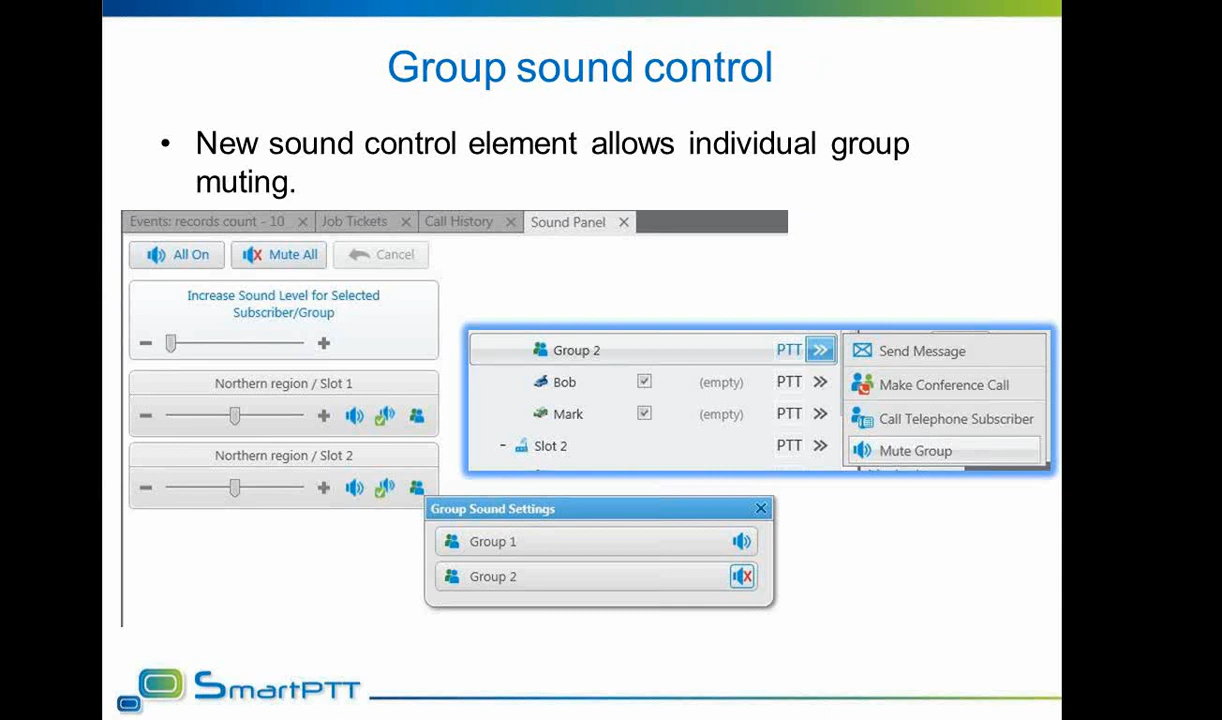 Group sound control
• New sound control element allows individual group
muting.
Events: records count - 10 Job Tickets Call History Sound Panel
All On Mute All Cancel
Increase Sound Level for Selected
Subscriber/Group
Northern region / Slot 1
Northern region / Slot 2
Group 2 PTT
Bob (empty) PTT
Mark (empty) PTT
Slot 2 PTT
Send Message
Make Conference Call
Call Telephone Subscriber
Mute Group
Group Sound Settings
Group 1
Group 2
SmartPTT